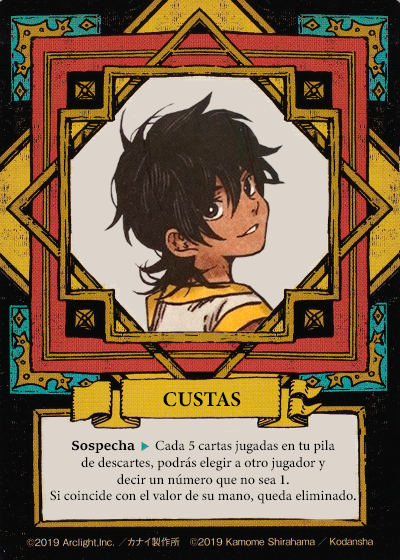 CUSTAS
Sospecha ▶ Cada 5 cartas jugadas en tu pila
de descartes, podrás elegir a otro jugador y
decir un número que no sea 1.
Si coincide con el valor de su mano, queda eliminado.
©2019 Arclight,Inc. ／カナイ製作所 ©2019 Kamome Shirahama ／ Kodansha